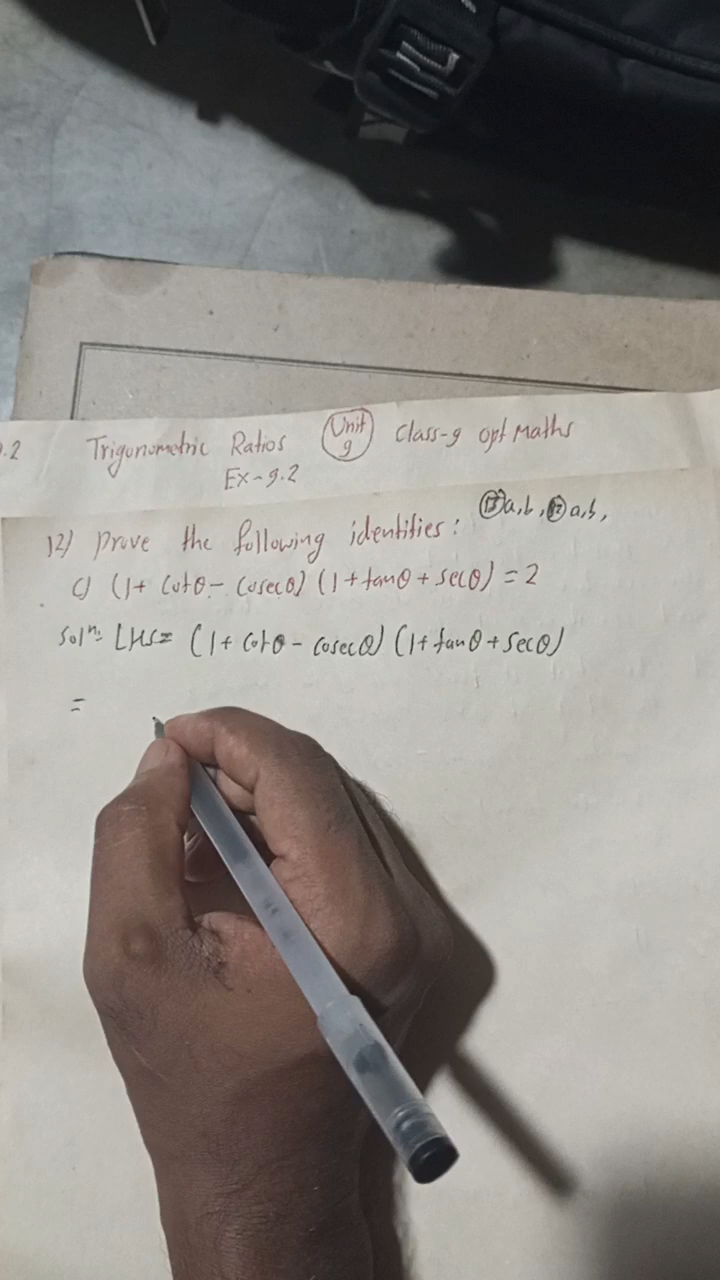 9.2 Trigonometric Ratios Unit 9 Class-9 opt Maths
Ex-9.2
12) prove the following identities: a,b, a,b,
c) (1+ Cotθ - Cosecθ) (1+tanθ+secθ) = 2
Solⁿ: LHS= (1+ Cotθ - Cosecθ) (1+tanθ+Secθ)
=